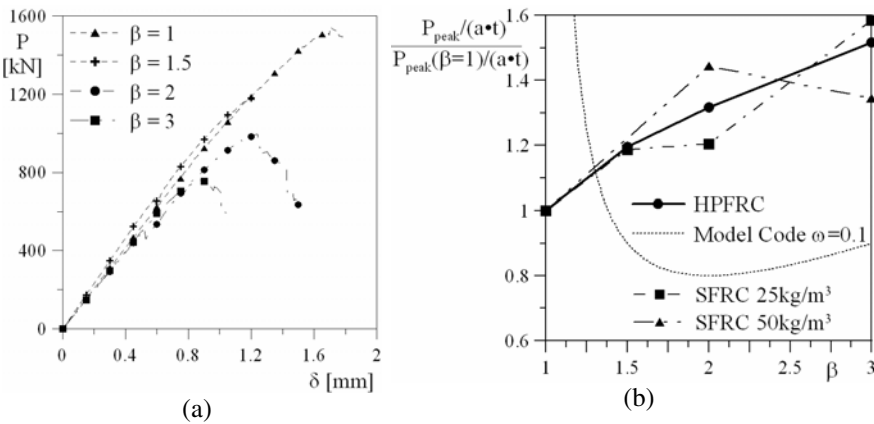 1600
P
[kN]
1200
800
400
0
β = 1
β = 1.5
β = 2
β = 3
0 0.4 0.8 1.2 1.6 2
δ [mm]
(a)
P_peak/(a•t)
P_peak(β=1)/(a•t)
1.6
1.4
1.2
1
0.8
0.6
HPFRC
Model Code ω=0.1
SFRC 25kg/m³
SFRC 50kg/m³
1 1.5 2 2.5 3
β
(b)